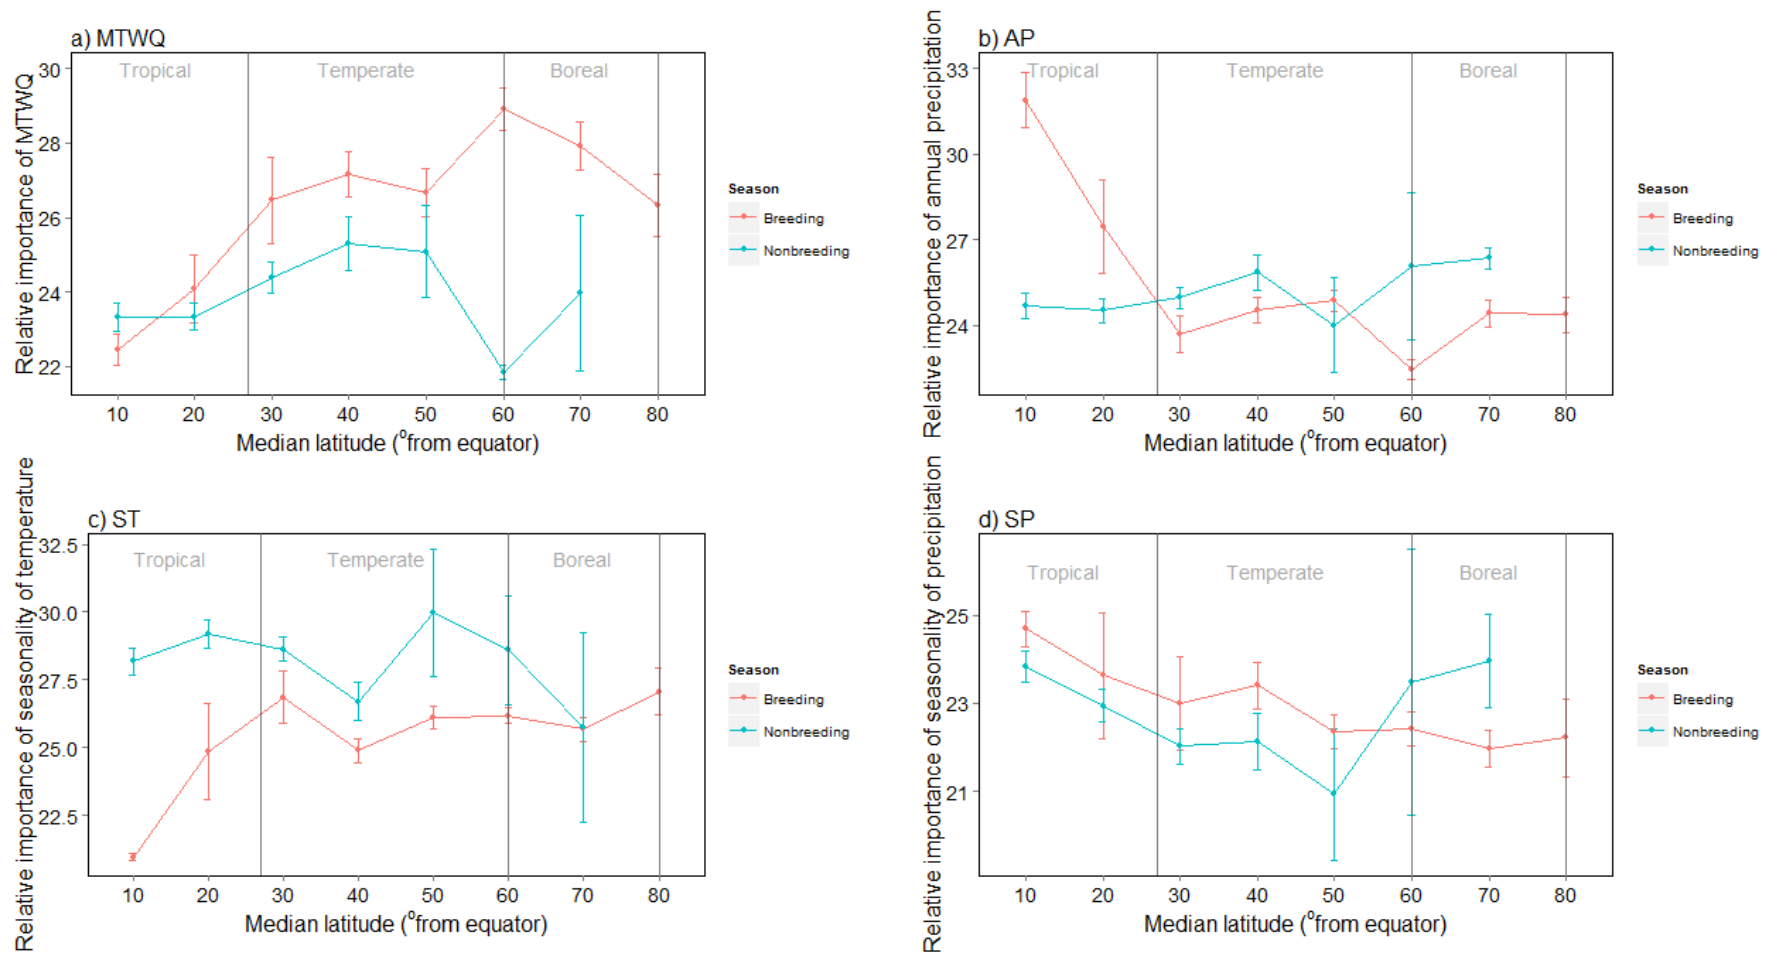 a) MTWQ
Relative importance of MTWQ
30
28
26
24
22
Tropical
Temperate
Boreal
10 20 30 40 50 60 70 80
Median latitude (°from equator)
Season
Breeding
Nonbreeding
b) AP
Relative importance of annual precipitation
33
30
27
24
Tropical
Temperate
Boreal
10 20 30 40 50 60 70 80
Median latitude (°from equator)
Season
Breeding
Nonbreeding
c) ST
Relative importance of seasonality of temperature
32.5
30.0
27.5
25.0
22.5
Tropical
Temperate
Boreal
10 20 30 40 50 60 70 80
Median latitude (°from equator)
Season
Breeding
Nonbreeding
d) SP
Relative importance of seasonality of precipitation
25
23
21
Tropical
Temperate
Boreal
10 20 30 40 50 60 70 80
Median latitude (°from equator)
Season
Breeding
Nonbreeding